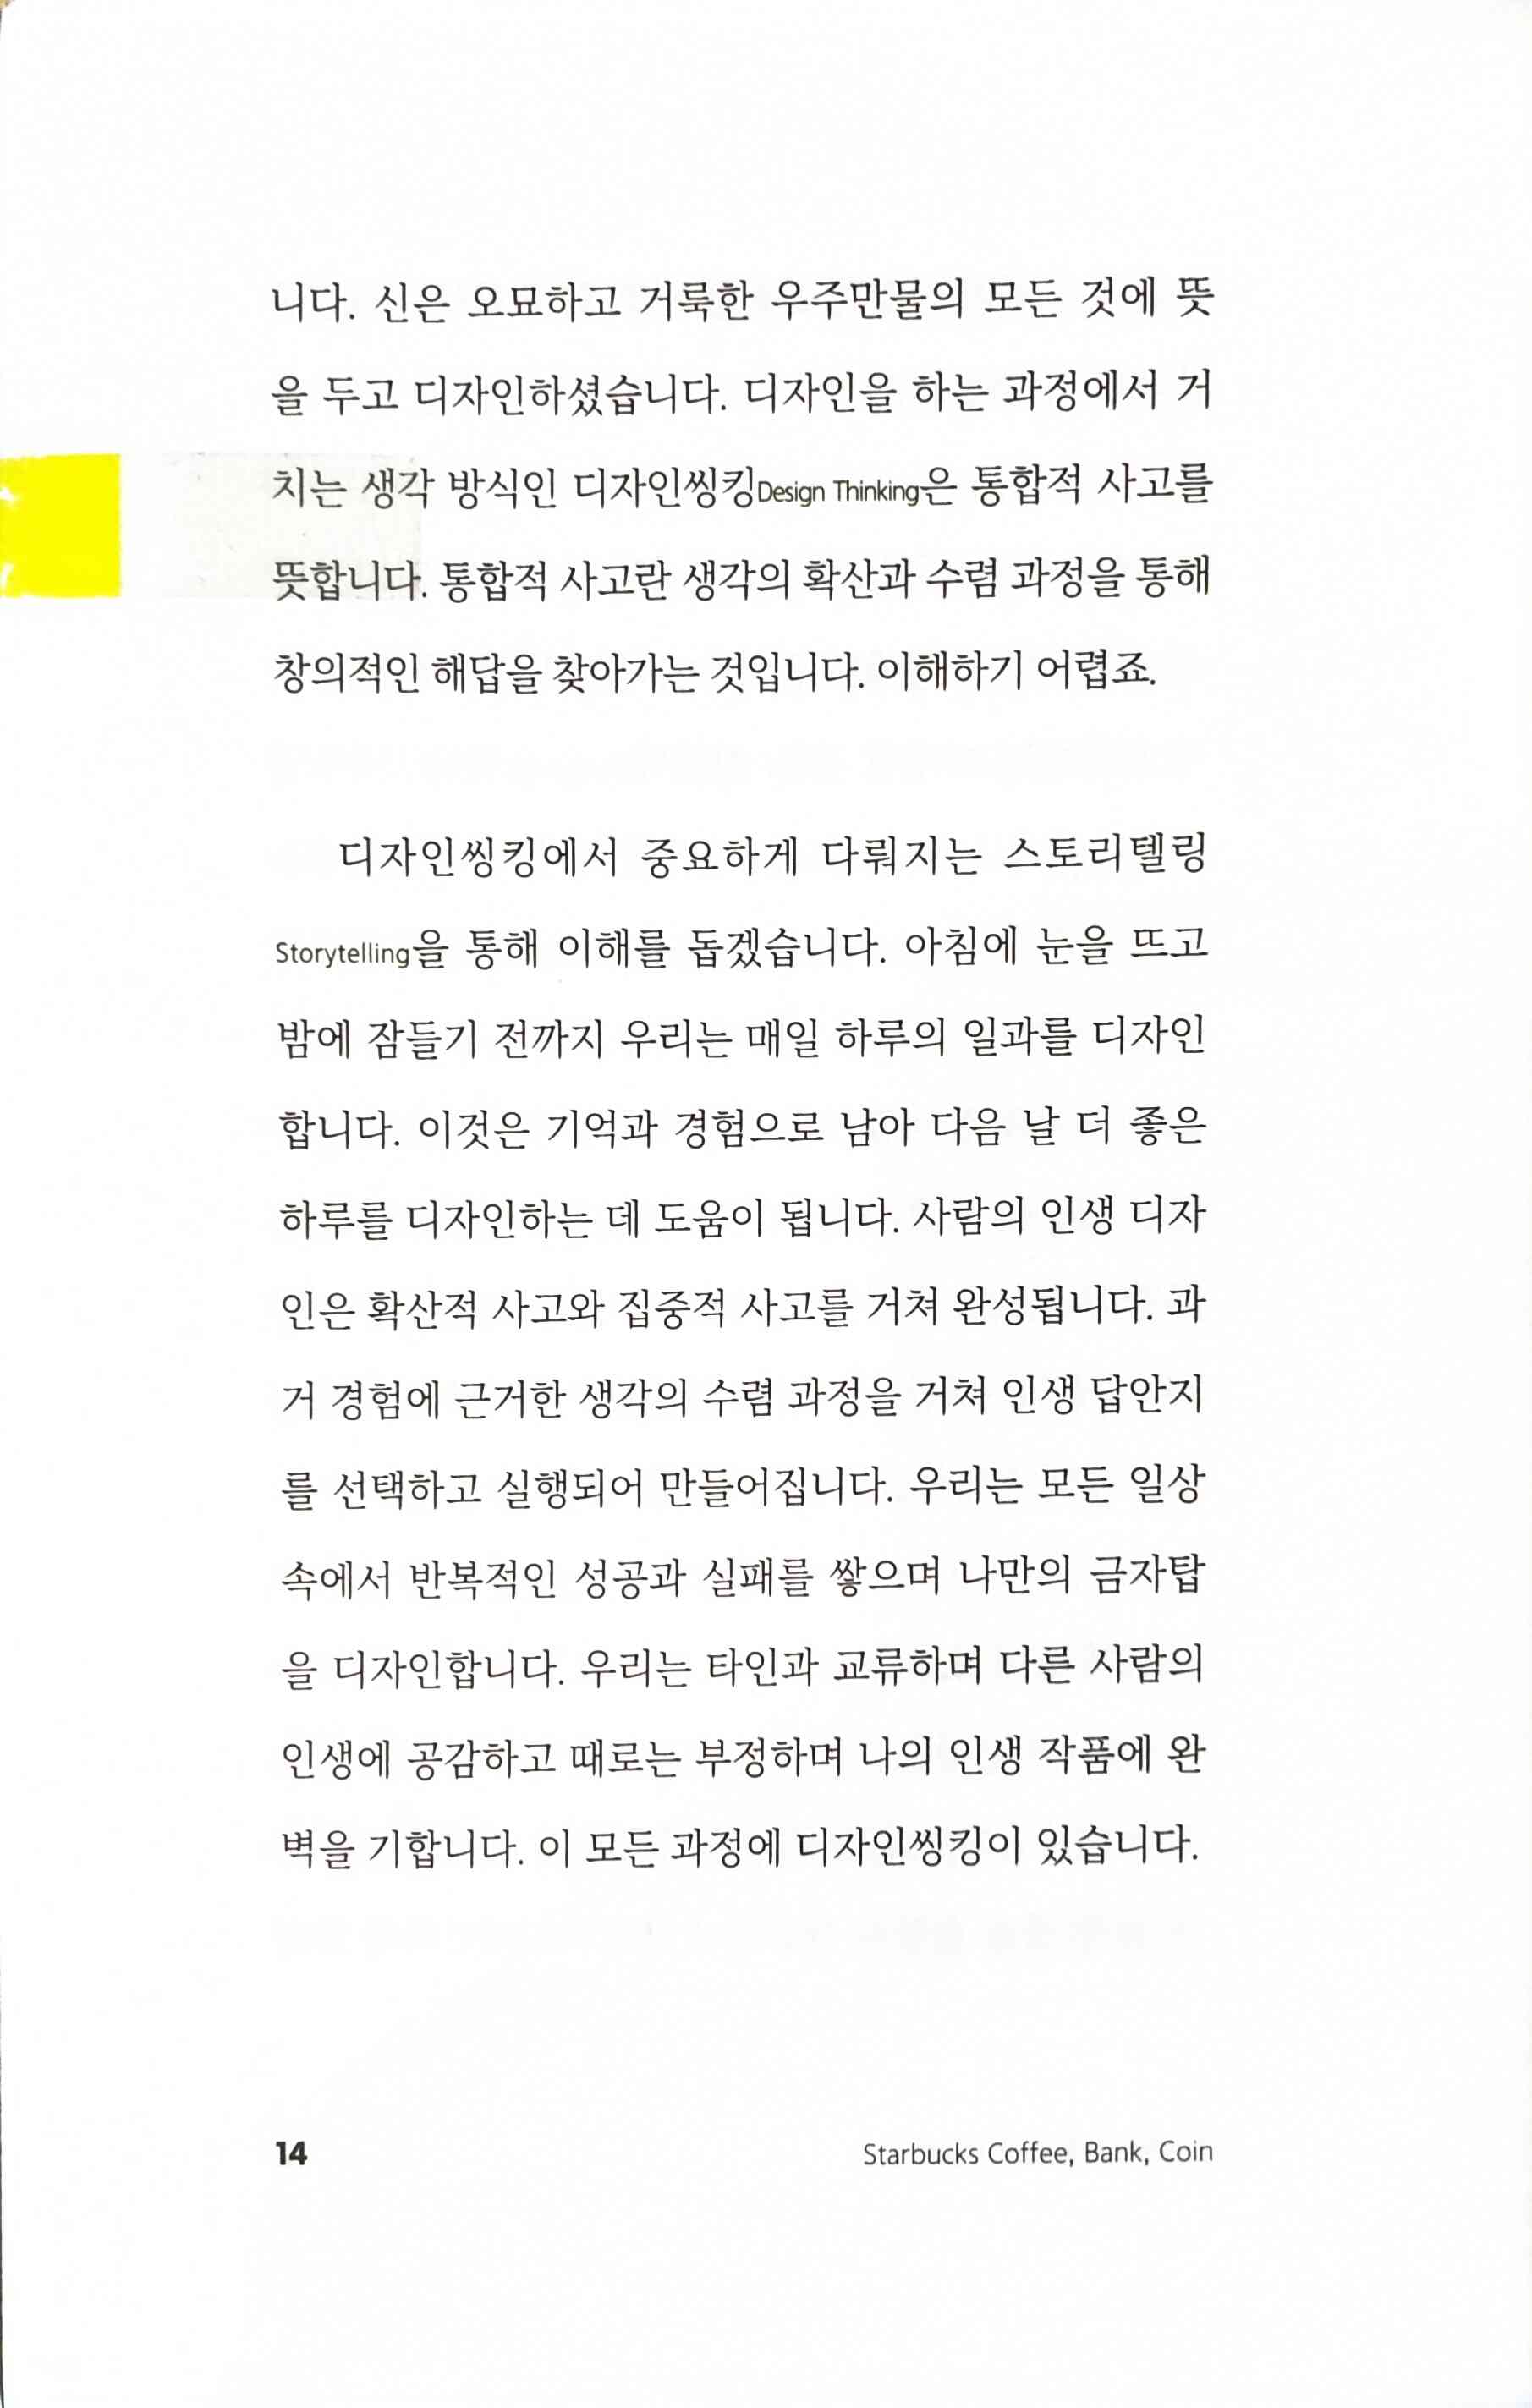 니다. 신은 오묘하고 거룩한 우주만물의 모든 것에 뜻
을 두고 디자인하셨습니다. 디자인을 하는 과정에서 거
치는 생각 방식인 디자인씽킹Design Thinking은 통합적 사고를
뜻합니다. 통합적 사고란 생각의 확산과 수렴 과정을 통해
창의적인 해답을 찾아가는 것입니다. 이해하기 어렵죠.
디자인씽킹에서 중요하게 다뤄지는 스토리텔링
Storytelling을 통해 이해를 돕겠습니다. 아침에 눈을 뜨고
밤에 잠들기 전까지 우리는 매일 하루의 일과를 디자인
합니다. 이것은 기억과 경험으로 남아 다음 날 더 좋은
하루를 디자인하는 데 도움이 됩니다. 사람의 인생 디자
인은 확산적 사고와 집중적 사고를 거쳐 완성됩니다. 과
거 경험에 근거한 생각의 수렴 과정을 거쳐 인생 답안지
를 선택하고 실행되어 만들어집니다. 우리는 모든 일상
속에서 반복적인 성공과 실패를 쌓으며 나만의 금자탑
을 디자인합니다. 우리는 타인과 교류하며 다른 사람의
인생에 공감하고 때로는 부정하며 나의 인생 작품에 완
벽을 기합니다. 이 모든 과정에 디자인씽킹이 있습니다.
14 Starbucks Coffee, Bank, Coin